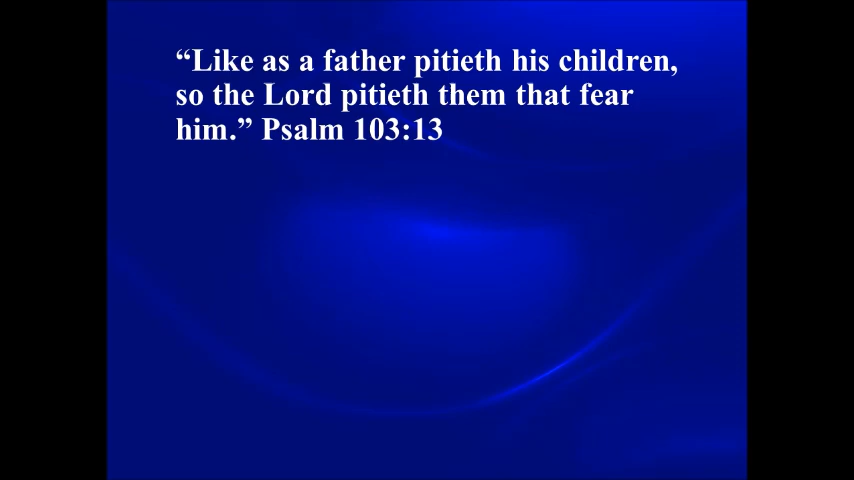 “Like as a father pitieth his children,
so the Lord pitieth them that fear
him.” Psalm 103:13